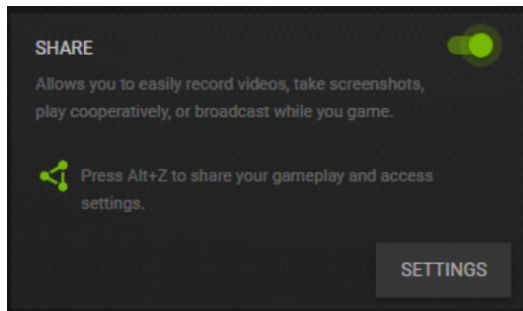 SHARE
Allows you to easily record videos, take screenshots,
play cooperatively, or broadcast while you game.
Press Alt+Z to share your gameplay and access
settings.
SETTINGS